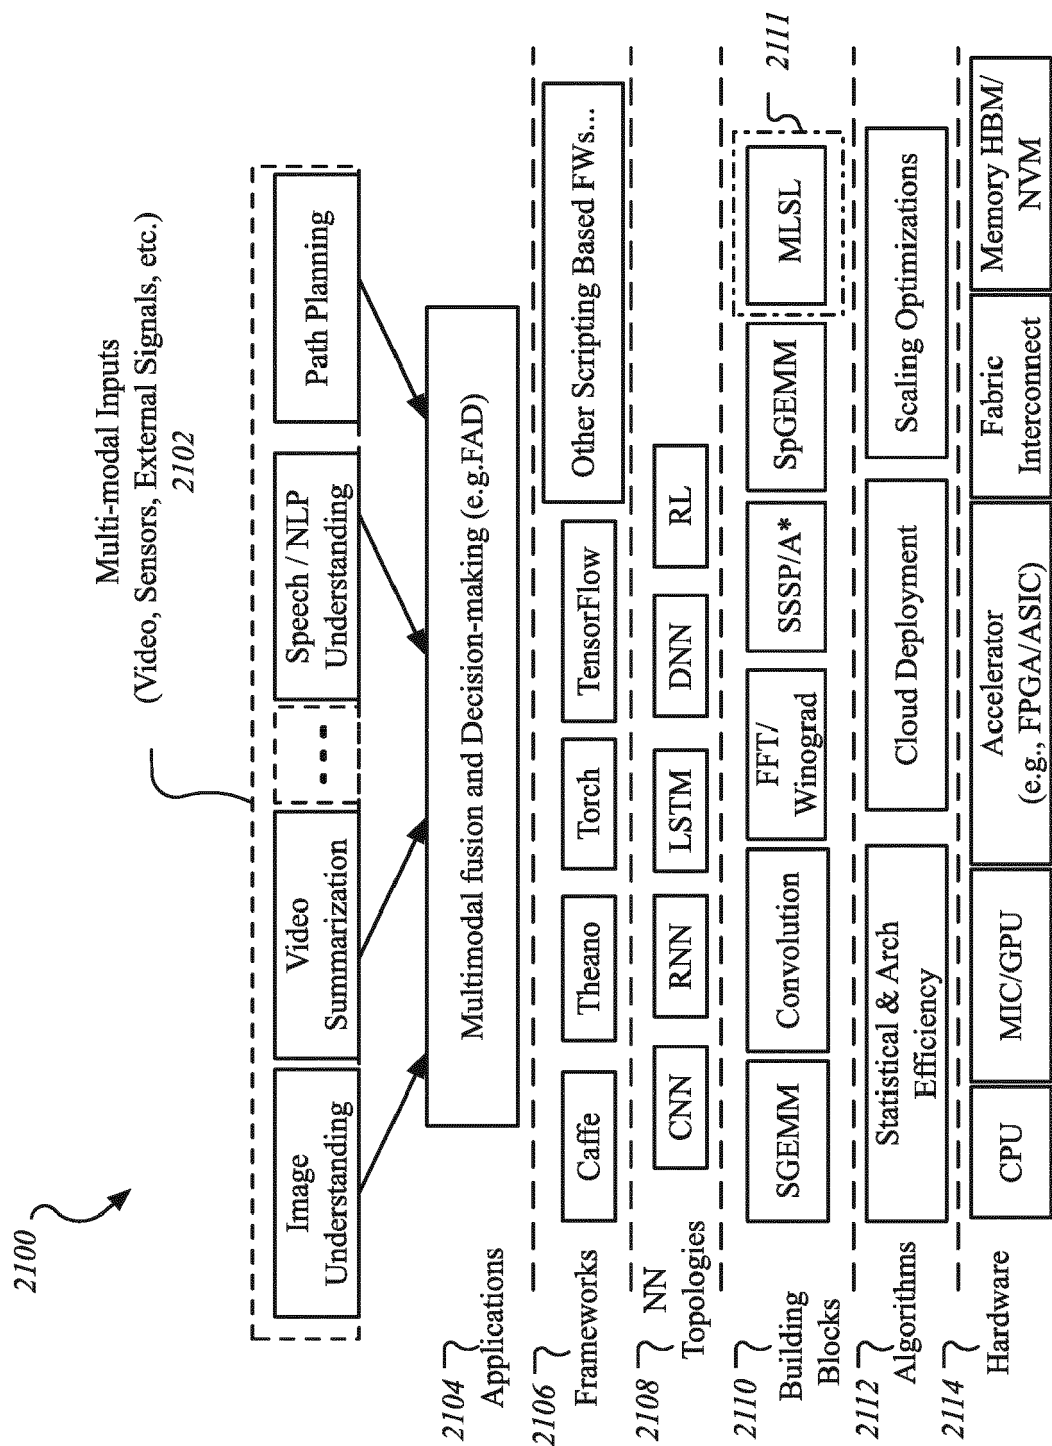 2100
Multi-modal Inputs
(Video, Sensors, External Signals, etc.)
2102
Image
Understanding
Video
Summarization
---
Speech / NLP
Understanding
Path Planning
2104
Applications
Multimodal fusion and Decision-making (e.g.FAD)
2106
Frameworks
Caffe
Theano
Torch
TensorFlow
Other Scripting Based FWs...
2108
NN
Topologies
CNN
RNN
LSTM
DNN
RL
2110
Building
Blocks
SGEMM
Convolution
FFT/
Winograd
SSSP/A*
SpGEMM
MLSL
2111
2112
Algorithms
Statistical & Arch
Efficiency
Cloud Deployment
Scaling Optimizations
2114
Hardware
CPU
MIC/GPU
Accelerator
(e.g., FPGA/ASIC)
Fabric
Interconnect
Memory HBM/
NVM